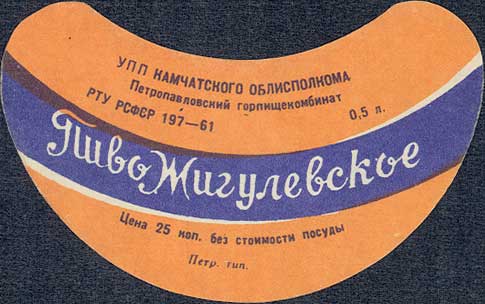 УПП КАМЧАТСКОГО ОБЛИСПОЛКОМА
Петропавловский горпищекомбинат
РТУ РСФСР 197—61 0,5 л.
Пиво Жигулевское
Цена 25 коп. без стоимости посуды
Петр. тип.